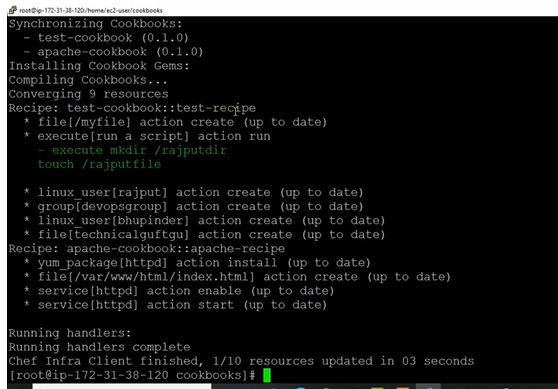 root@ip-172-31-38-120:/home/ec2-user/cookbooks
Synchronizing Cookbooks:
  - test-cookbook (0.1.0)
  - apache-cookbook (0.1.0)
Installing Cookbook Gems:
Compiling Cookbooks...
Converging 9 resources
Recipe: test-cookbook::test-recipe
  * file[/myfile] action create (up to date)
  * execute[run a script] action run
    - execute mkdir /rajputdir
    touch /rajputfile
  * linux_user[rajput] action create (up to date)
  * group[devopsgroup] action create (up to date)
  * linux_user[bhupinder] action create (up to date)
  * file[technicalguftgu] action create (up to date)
Recipe: apache-cookbook::apache-recipe
  * yum_package[httpd] action install (up to date)
  * file[/var/www/html/index.html] action create (up to date)
  * service[httpd] action enable (up to date)
  * service[httpd] action start (up to date)
Running handlers:
Running handlers complete
Chef Infra Client finished, 1/10 resources updated in 03 seconds
[root@ip-172-31-38-120 cookbooks]#